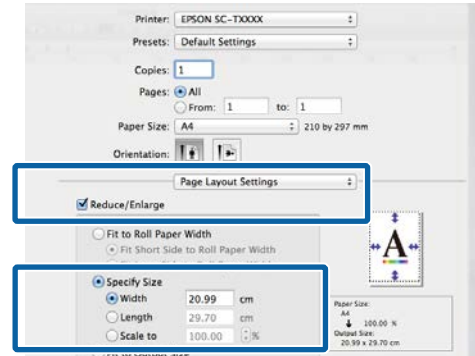 Printer: EPSON SC-TXXXX
Presets: Default Settings
Copies: 1
Pages: All
From: 1 to: 1
Paper Size: A4 210 by 297 mm
Orientation:
Page Layout Settings
Reduce/Enlarge
Fit to Roll Paper Width
Fit Short Side to Roll Paper Width
Specify Size
Width 20.99 cm
Length 29.70 cm
Scale to 100.00 %
A
Paper Size:
A4
100.00 %
Output Size:
20.99 x 29.70 cm